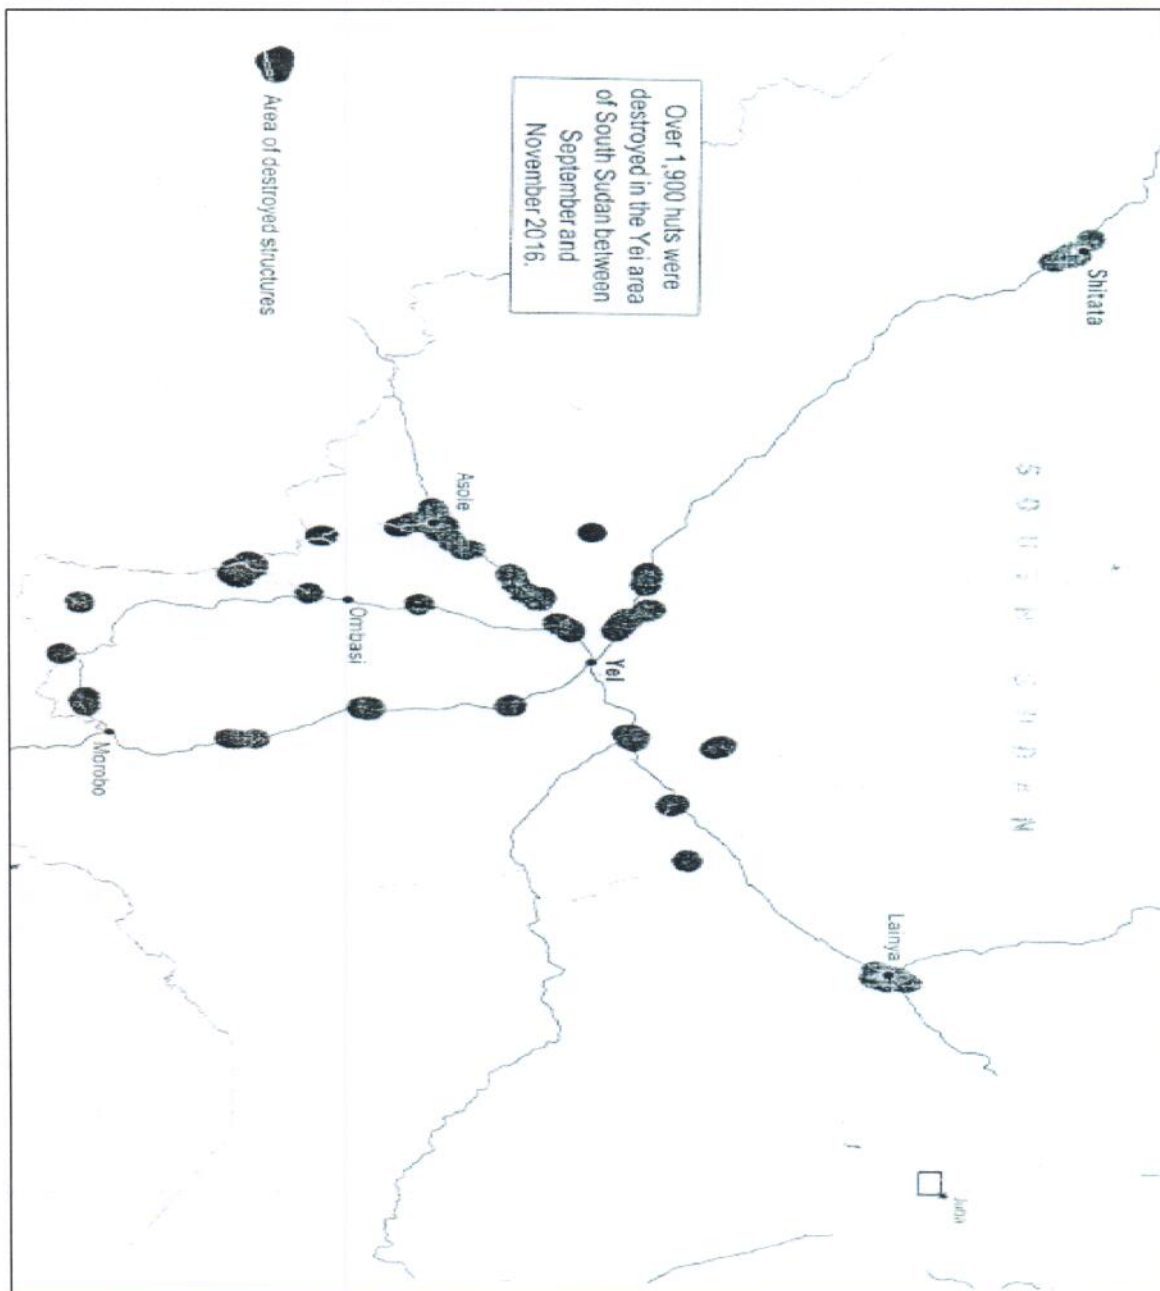 Over 1,900 huts were
destroyed in the Yei area
of South Sudan between
September and
November 2016.
Area of destroyed structures
Shitata
SOUTH SUDAN
Asole
Yei
Ombasi
Morobo
Lainya
Juba